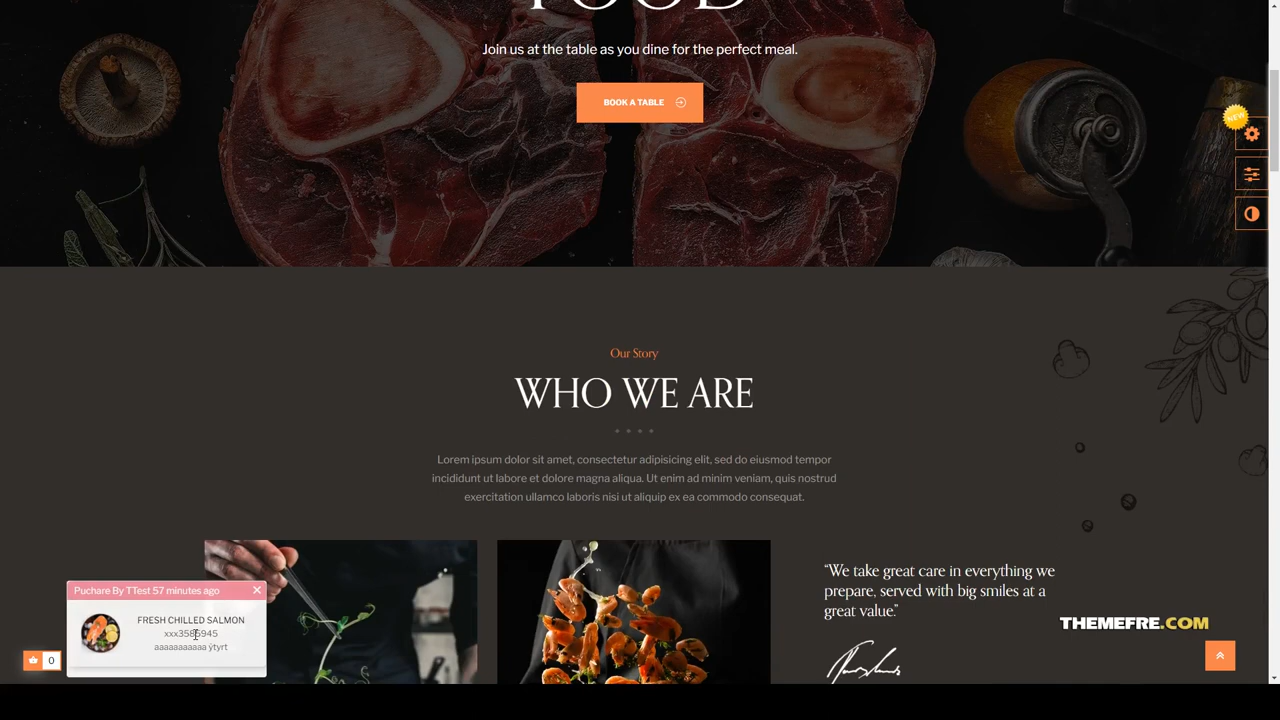 FOOD
Join us at the table as you dine for the perfect meal.
BOOK A TABLE
NEW
Our Story
WHO WE ARE
Lorem ipsum dolor sit amet, consectetur adipisicing elit, sed do eiusmod tempor
incididunt ut labore et dolore magna aliqua. Ut enim ad minim veniam, quis nostrud
exercitation ullamco laboris nisi ut aliquip ex ea commodo consequat.
“We take great care in everything we
prepare, served with big smiles at a
great value.”
Puchare By TTest 57 minutes ago
FRESH CHILLED SALMON
aaaaaaaaaaa ýtyrt
0
THEMEFRE.COM